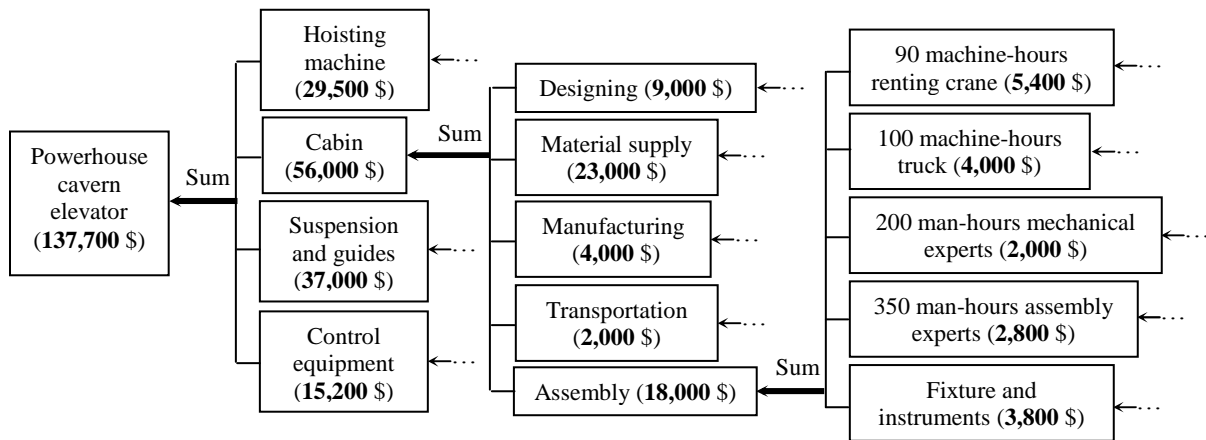 Powerhouse
cavern
elevator
(137,700 $)
Sum
Hoisting
machine
(29,500 $)
Cabin
(56,000 $)
Suspension
and guides
(37,000 $)
Control
equipment
(15,200 $)
Sum
Designing (9,000 $)
Material supply
(23,000 $)
Manufacturing
(4,000 $)
Transportation
(2,000 $)
Assembly (18,000 $)
Sum
90 machine-hours
renting crane (5,400 $)
100 machine-hours
truck (4,000 $)
200 man-hours mechanical
experts (2,000 $)
350 man-hours assembly
experts (2,800 $)
Fixture and
instruments (3,800 $)